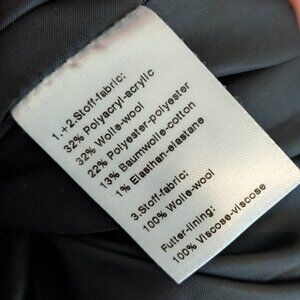 1.+2.Stoff-fabric:
32% Polyacryl-acryllic
32% Wolle-wool
22% Polyester-polyester
13% Baumwolle-cotton
1% Elasthan-elastane
3.Stoff-fabric:
100% Wolle-wool
Futter-lining:
100% Viscose-viscose